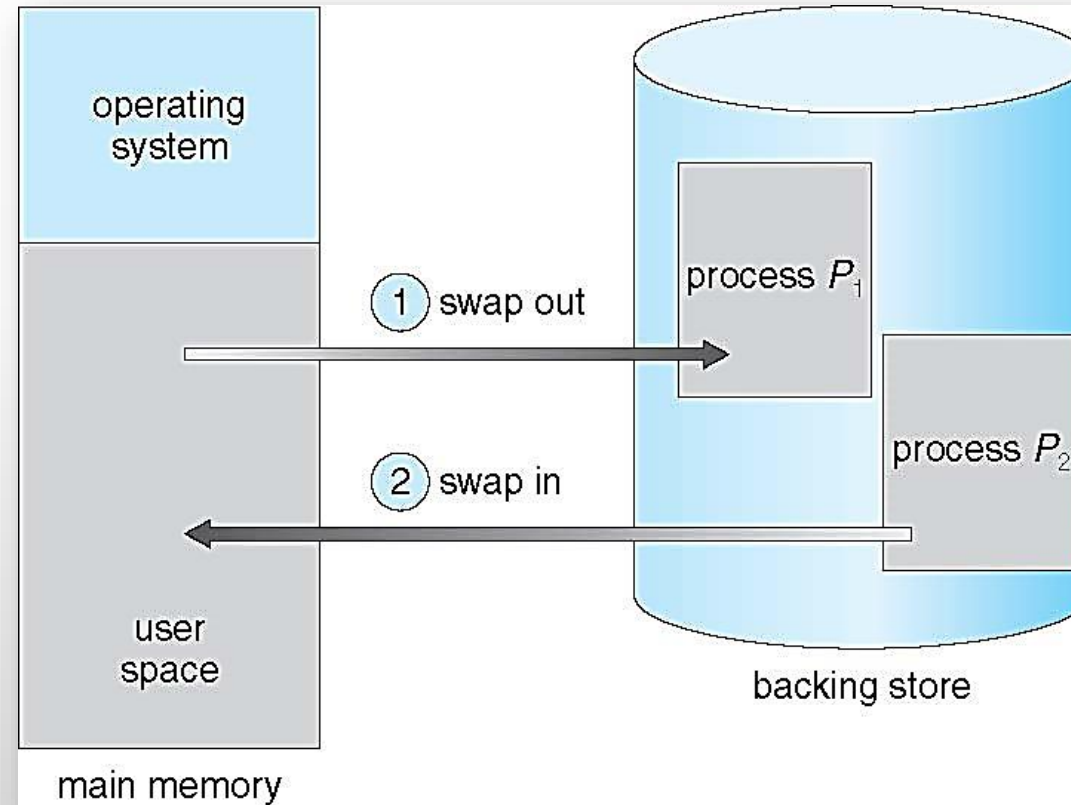 operating
system
1 swap out
process P₁
process P₂
2 swap in
user
space
backing store
main memory